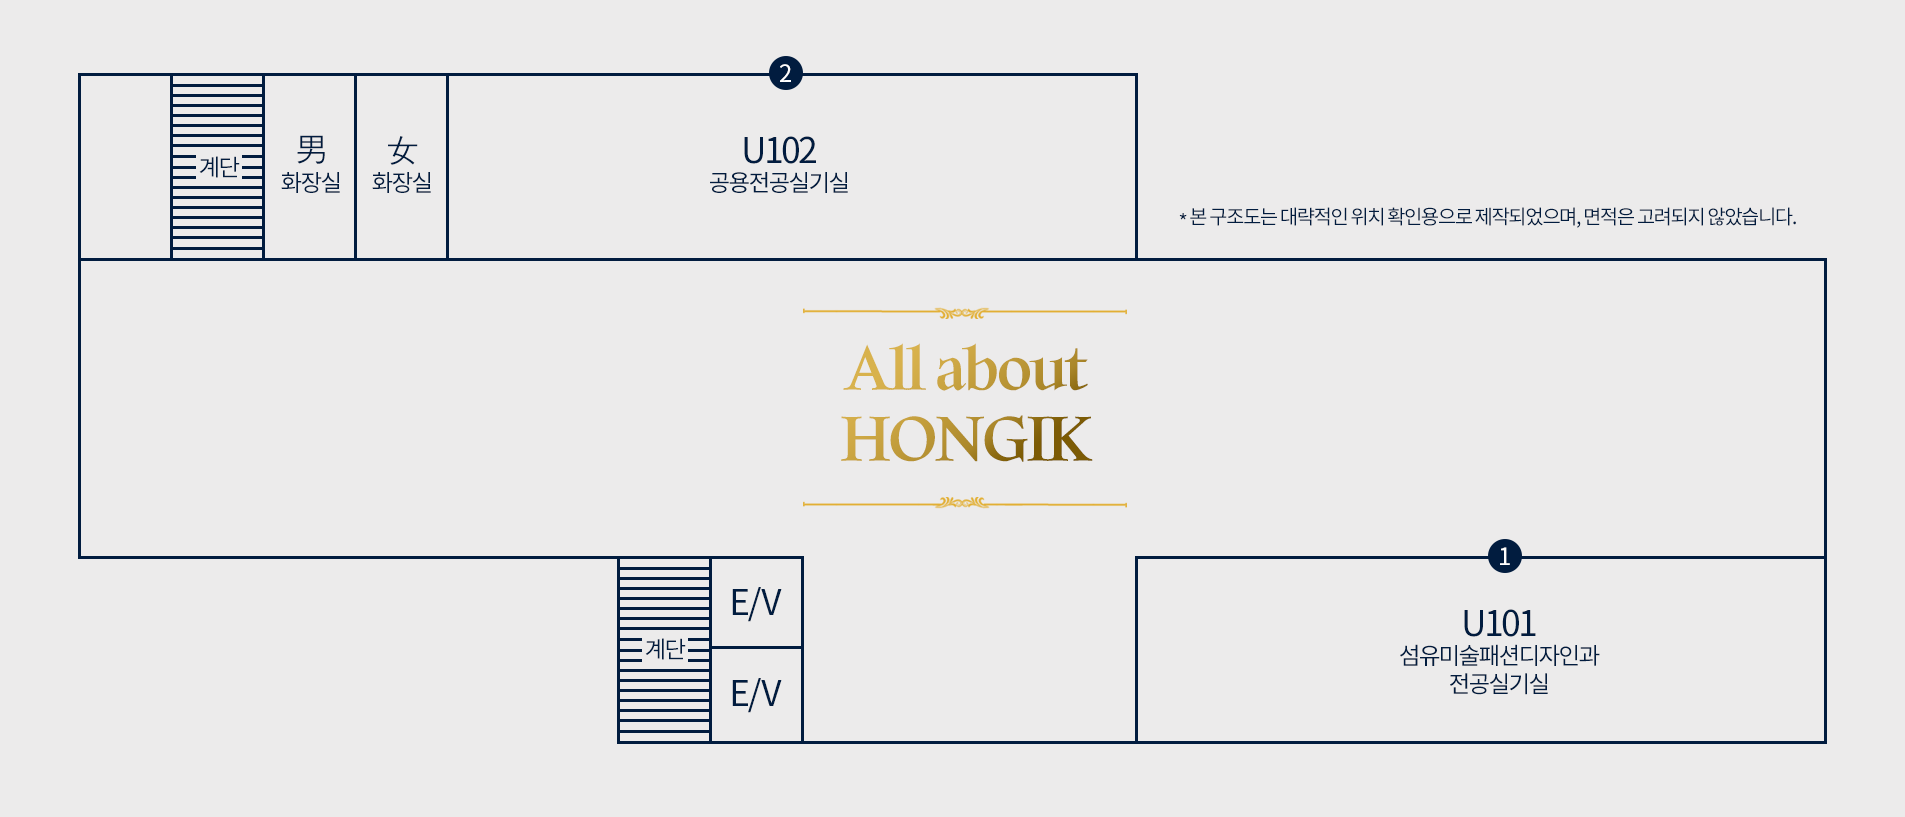 2
계단
男
화장실
女
화장실
U102
공용전공실기실
* 본 구조도는 대략적인 위치 확인용으로 제작되었으며, 면적은 고려되지 않았습니다.
All about
HONGIK
1
계단
E/V
E/V
U101
섬유미술패션디자인과
전공실기실